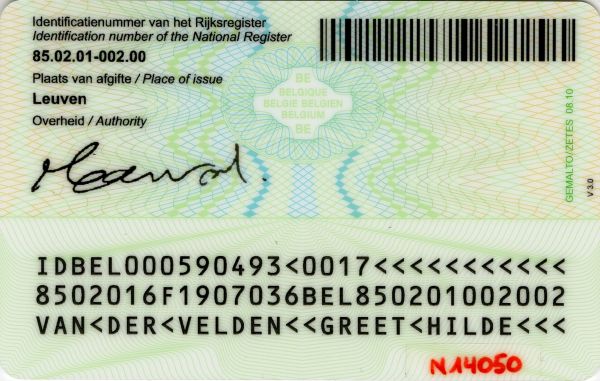 Identificatienummer van het Rijksregister
Identification number of the National Register
85.02.01-002.00
Plaats van afgifte / Place of issue
Leuven
Overheid / Authority
BE
BELGIQUE
BELGIË BELGIEN
BELGIUM
BE
GEMALTO/ZETES 08.10
V 3.0
IDBEL000590493<0017<<<<<<<<<<<
8502016F1907036BEL850201002002
VAN<DER<VELDEN<<GREET<HILDE<<<
N14050